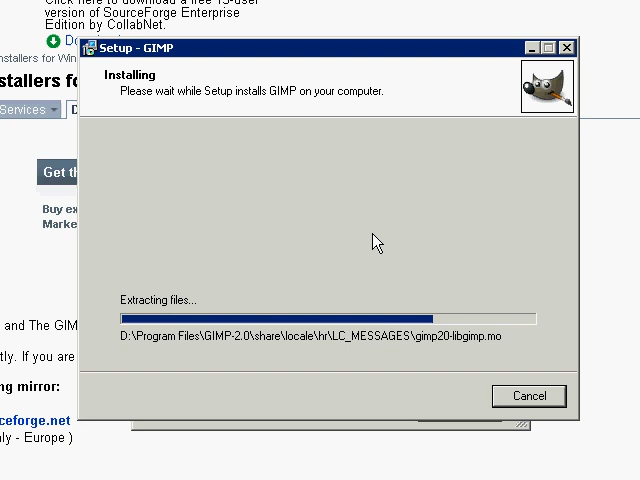 Click here to download a free 15-user
version of SourceForge Enterprise
Edition by CollabNet.
nstallers for Win
Setup - GIMP
stallers fo
Installing
Please wait while Setup installs GIMP on your computer.
Services
D
Get th
Buy ex
Marke
Extracting files...
and The GIM
D:\Program Files\GIMP-2.0\share\locale\hr\LC_MESSAGES\gimp20-libgimp.mo
tly. If you are
ng mirror:
Cancel
ceforge.net
aly - Europe )